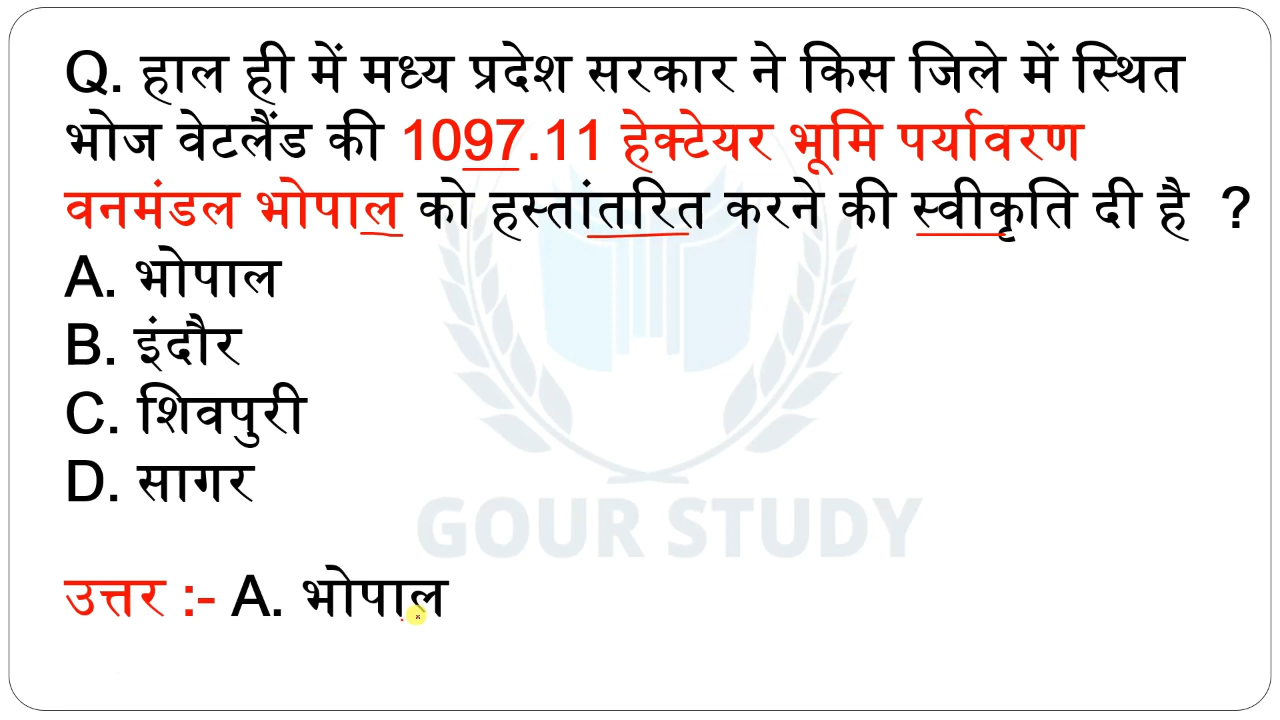 Q. हाल ही में मध्य प्रदेश सरकार ने किस जिले में स्थित
भोज वेटलैंड की 1097.11 हेक्टेयर भूमि पर्यावरण
वनमंडल भोपाल को हस्तांतरित करने की स्वीकृति दी है ?
A. भोपाल
B. इंदौर
C. शिवपुरी
D. सागर
GOUR STUDY
उत्तर :- A. भोपाल